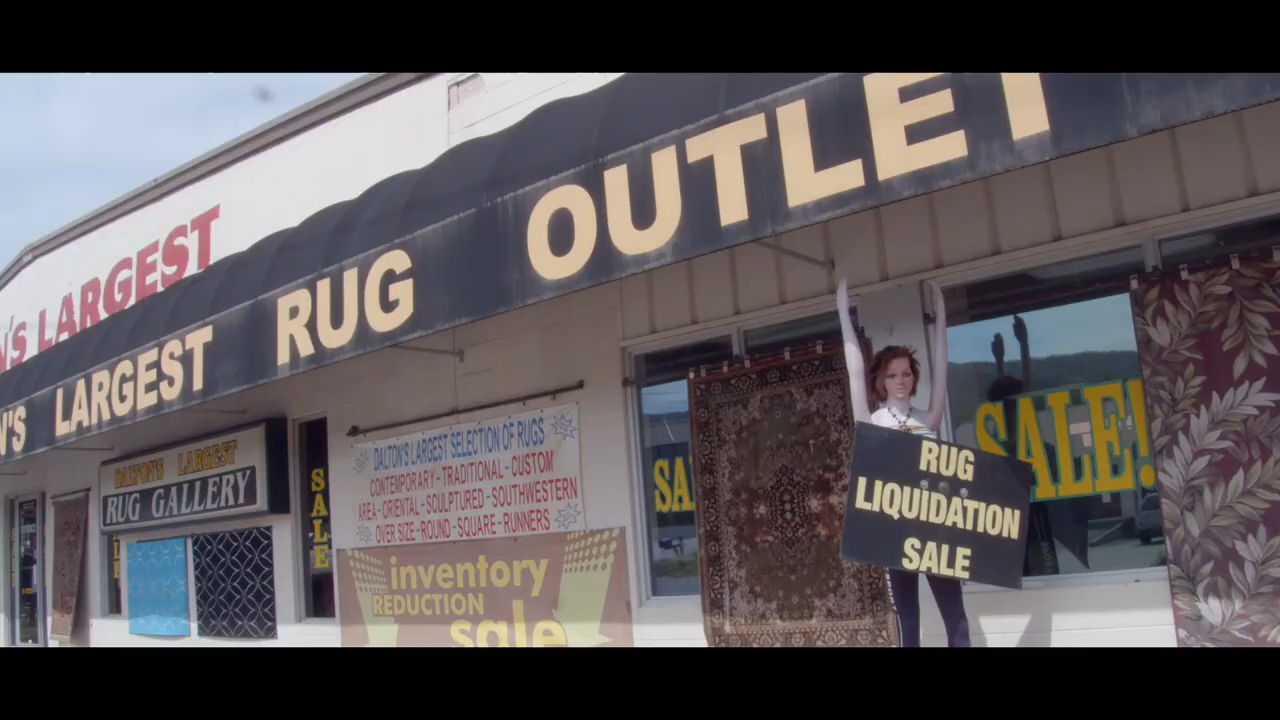 'S LARGEST
N'S LARGEST RUG OUTLET
DALTON'S LARGEST
RUG GALLERY
SALE
DALTON'S LARGEST SELECTION OF RUGS
CONTEMPORARY - TRADITIONAL - CUSTOM
AREA - ORIENTAL - SCULPTURED - SOUTHWESTERN
OVER SIZE - ROUND - SQUARE - RUNNERS
inventory
REDUCTION
sale
SA
SALE!
RUG
LIQUIDATION
SALE